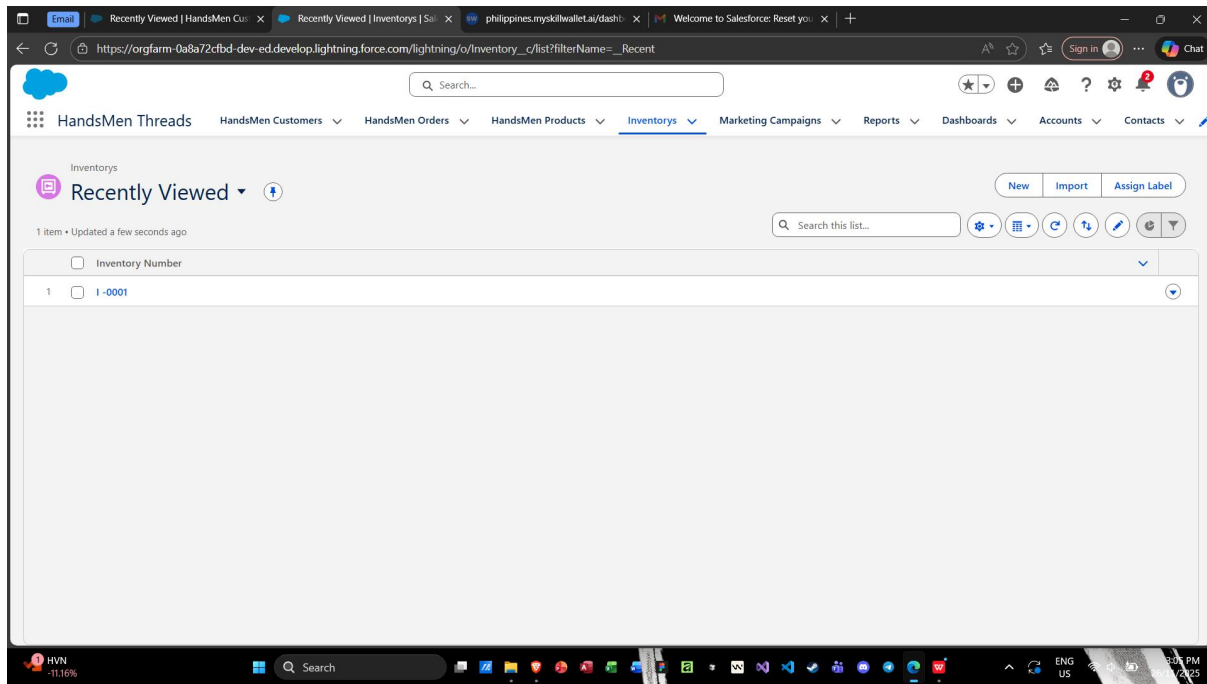 Email
Recently Viewed | HandsMen Cus
Recently Viewed | Inventorys | Sal
philippines.myskillwallet.ai/dashb
Welcome to Salesforce: Reset you
https://orgfarm-0a8a72cfbd-dev-ed.develop.lightning.force.com/lightning/o/Inventory__c/list?filterName=__Recent
Sign in
Chat
Search...
2
HandsMen Threads
HandsMen Customers
HandsMen Orders
HandsMen Products
Inventorys
Marketing Campaigns
Reports
Dashboards
Accounts
Contacts
Inventorys
Recently Viewed
New
Import
Assign Label
1 item • Updated a few seconds ago
Search this list...
Inventory Number
1
I -0001
1
HVN
-11.16%
Search
ENG
US
3:05 PM